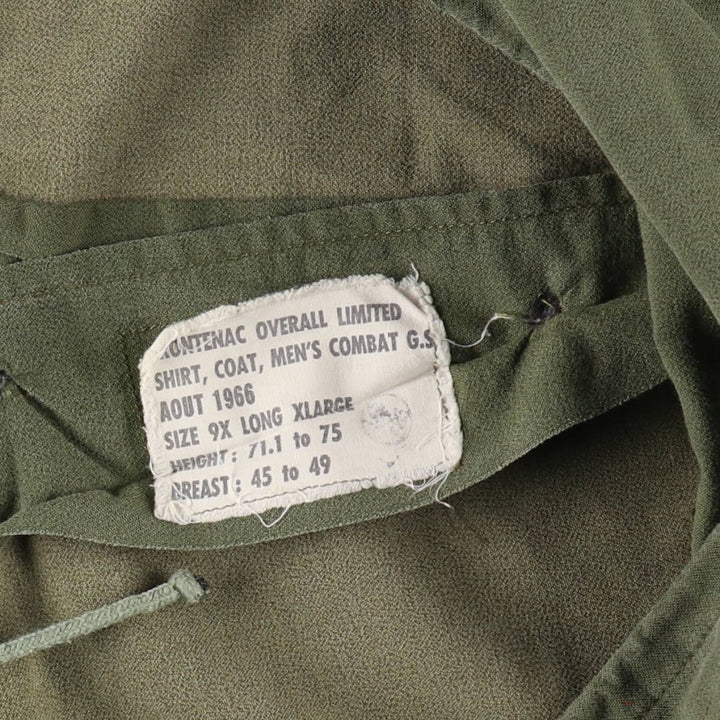 RONTENAC OVERALL LIMITED
SHIRT, COAT, MEN'S COMBAT G.S
AOUT 1966
SIZE 9X LONG XLARGE
HEIGHT: 71.1 to 75
BREAST: 45 to 49